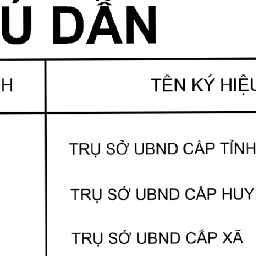 Ú DẪN
H TÊN KÝ HIỆU
TRỤ SỞ UBND CẤP TỈNH
TRỤ SỞ UBND CẤP HUY
TRỤ SỞ UBND CẤP XÃ